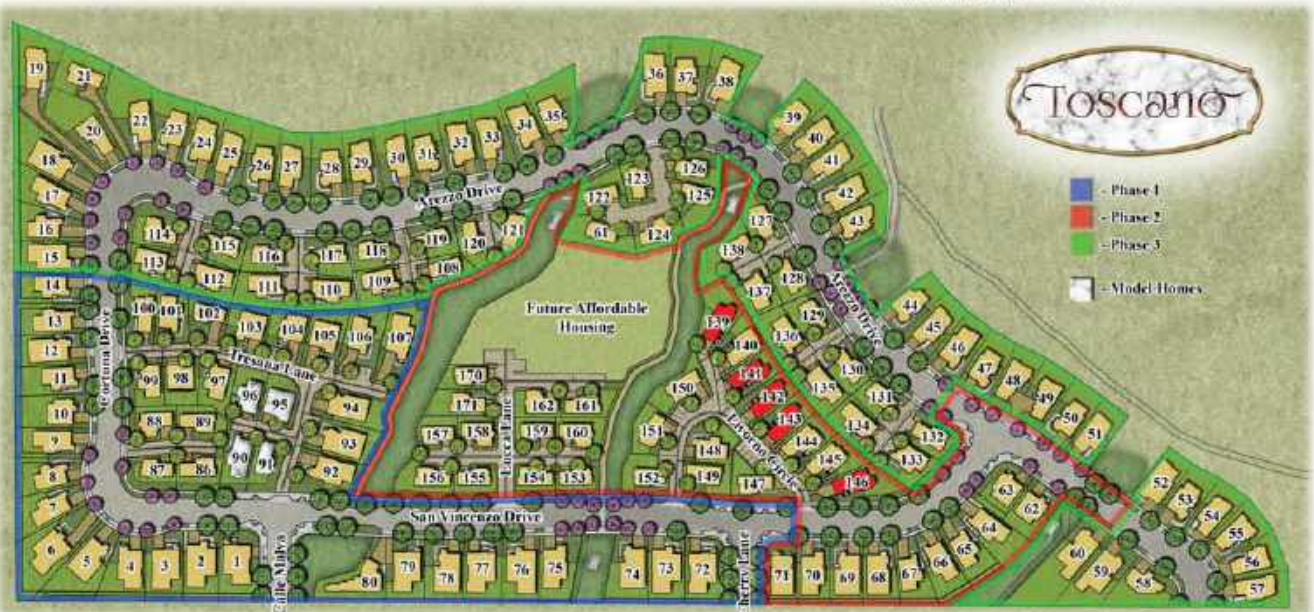 Toscano
- Phase 1
- Phase 2
- Phase 3
- Model Homes
19 21 20 22 23 24 25 26 27 28 29 30 31 32 33 34 35
36 37 38
39 40 41 42 43
18 17 16 15
Arezzo Drive
114 115 116 117 118 119 120 121
113 112 111 110 109 108
122 123 126 125 61 124
127 138 137 128 129 136 130 135 131 134 132 133
Arezzo Drive
44 45 46 47 48 49 50 51
52 53 54 55 56 57
14 13 12 11 10 9 8 7 6 5 4 3 2 1
Fortuna Drive
100 101 102 103 104 105 106 107
Tresana Lane
99 98 97 96 95 94
88 89 90 91 93
87 86 92
Future Affordable
Housing
170 171 162 161
157 158 159 160
156 155 154 153
Lucca Lane
139 140 141 142 143 144 145 146
150 151 148 152 149 147
Livorno Circle
San Vincenzo Drive
Calle Malva
80 79 78 77 76 75 74 73 72
Cherry Lane
71 70 69 68 67 66 65 64 63 62
60 59 58